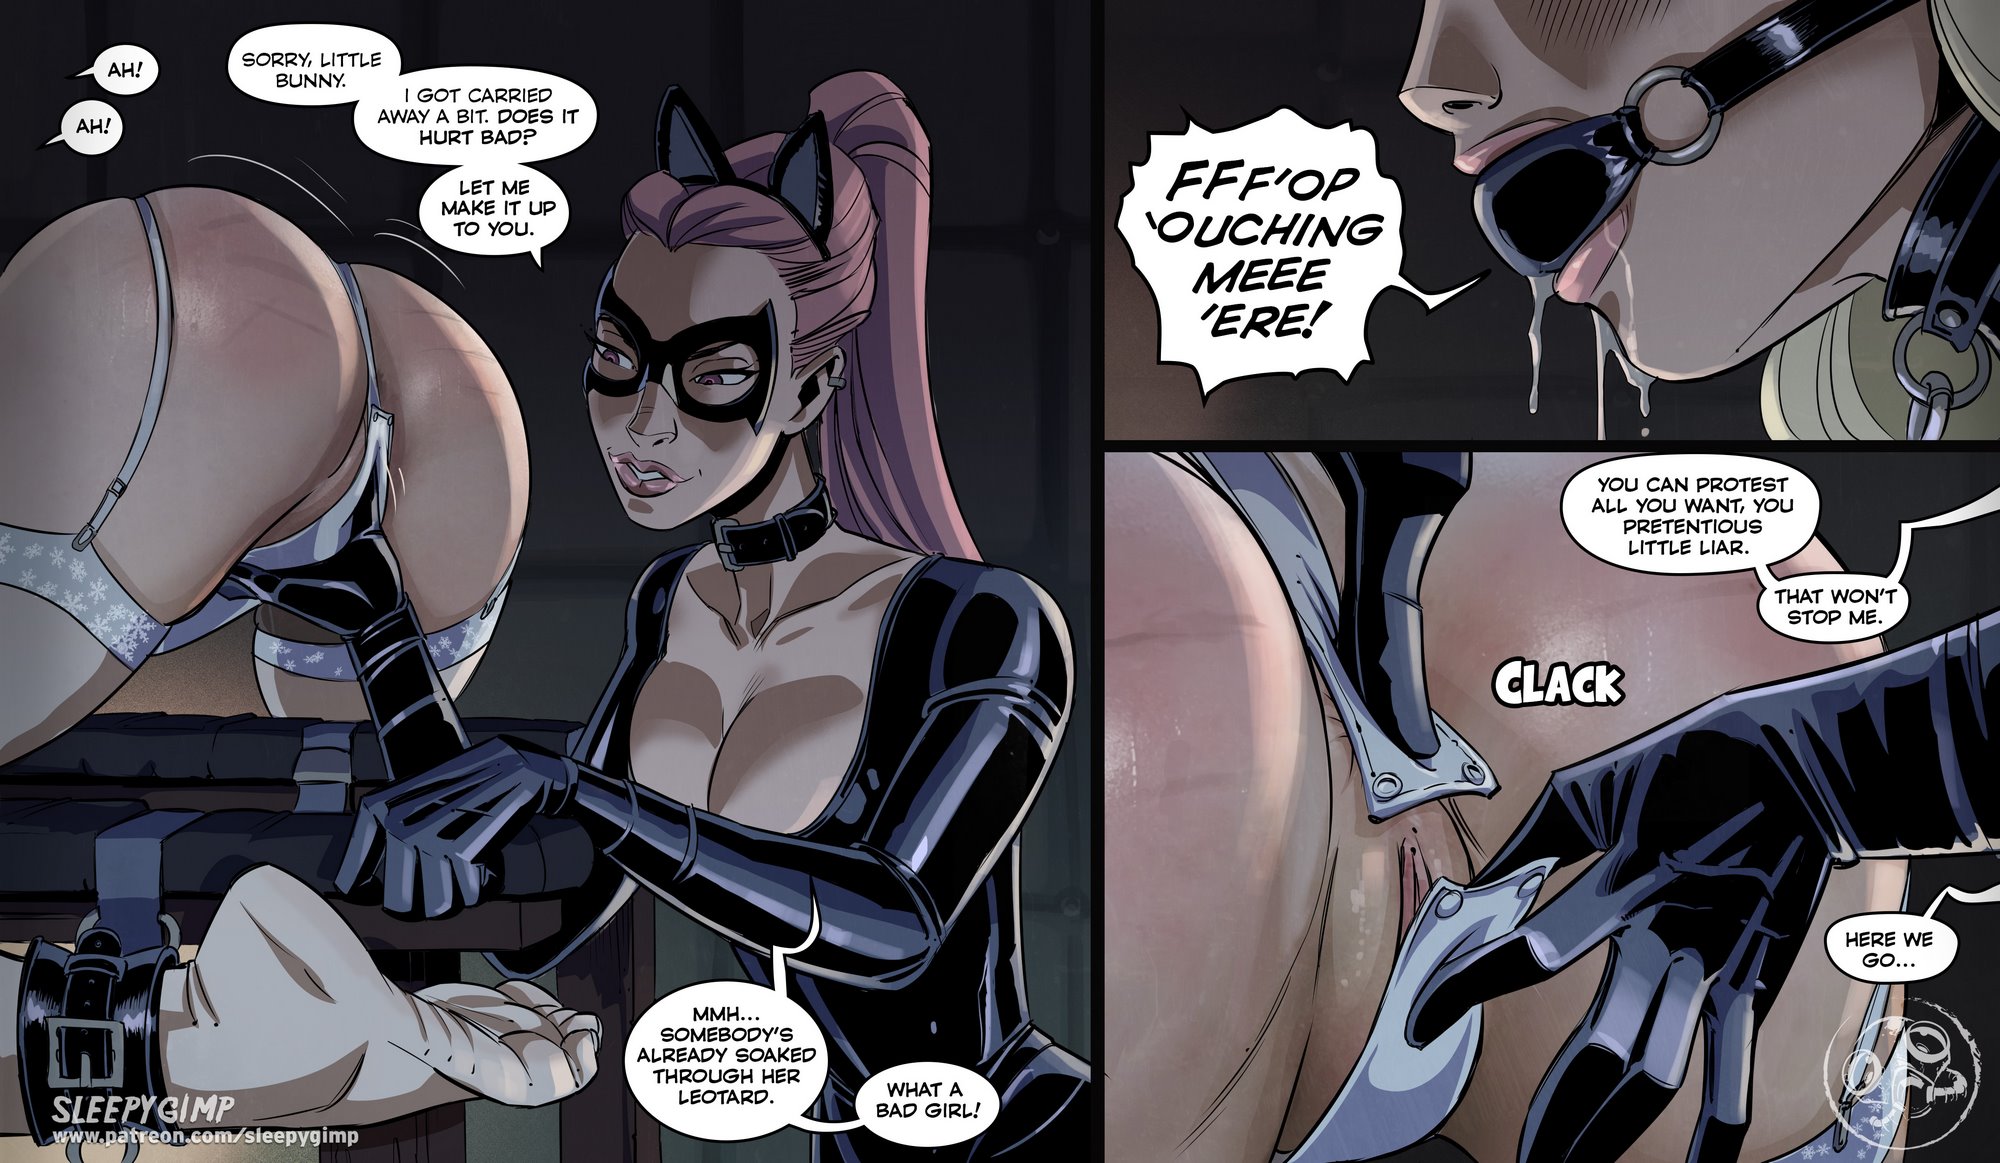 AH!
AH!
SORRY, LITTLE
BUNNY.
I GOT CARRIED
AWAY A BIT. DOES IT
HURT BAD?
LET ME
MAKE IT UP
TO YOU.
MMH...
SOMEBODY'S
ALREADY SOAKED
THROUGH HER
LEOTARD.
WHAT A
BAD GIRL!
SLEEPYGIMP
www.patreon.com/sleepygimp
FFF'OP
'OUCHING
MEEE
'ERE!
YOU CAN PROTEST
ALL YOU WANT, YOU
PRETENTIOUS
LITTLE LIAR.
THAT WON'T
STOP ME.
CLACK
HERE WE
GO...